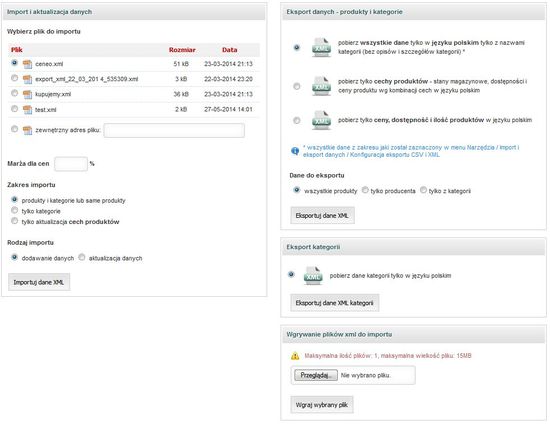 Import i aktualizacja danych
Wybierz plik do importu
Plik Rozmiar Data
ceneo.xml 51 kB 23-03-2014 21:13
export_xml_22_03_201 4_535309.xml 3 kB 22-03-2014 23:20
kupujemy.xml 36 kB 23-03-2014 21:13
test.xml 2 kB 27-05-2014 14:01
zewnętrzny adres pliku:
Marża dla cen %
Zakres importu
produkty i kategorie lub same produkty
tylko kategorie
tylko aktualizacja cech produktów
Rodzaj importu
dodawanie danych aktualizacja danych
Importuj dane XML
Eksport danych - produkty i kategorie
XML
pobierz wszystkie dane tylko w języku polskim tylko z nazwami
kategorii (bez opisów i szczegółów kategorii) *
XML
pobierz tylko cechy produktów - stany magazynowe, dostępności i
ceny produktu wg kombinacji cech w języku polskim
XML
pobierz tylko ceny, dostępność i ilość produktów w języku polskim
* wszystkie dane z zakresu jaki został zaznaczony w menu Narzędzia / Import i
eksport danych / Konfiguracja eksportu CSV i XML
Dane do eksportu
wszystkie produkty tylko producenta tylko z kategorii
Eksportuj dane XML
Eksport kategorii
XML
pobierz dane kategorii tylko w języku polskim
Eksportuj dane XML kategorii
Wgrywanie plików xml do importu
Maksymalna ilość plików: 1, maksymalna wielkość pliku: 15MB
Przeglądaj... Nie wybrano pliku.
Wgraj wybrany plik